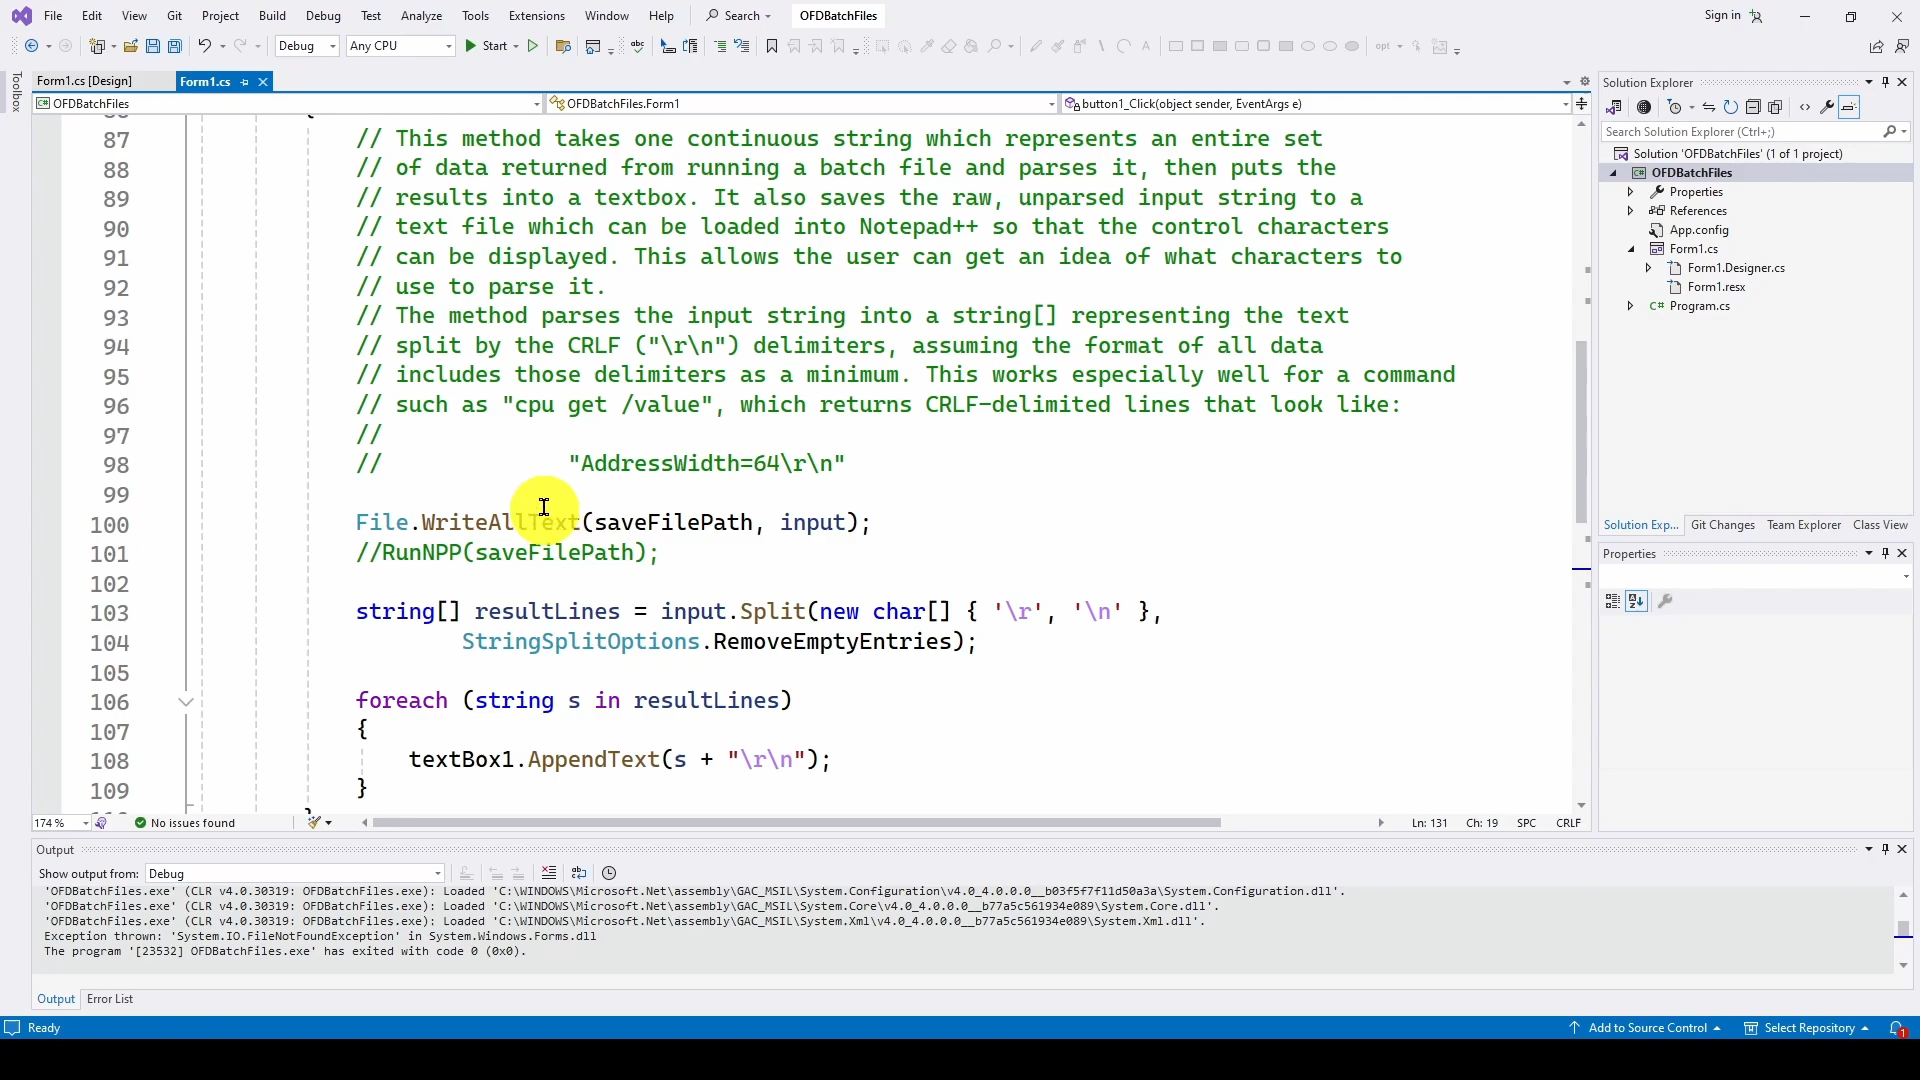 File Edit View Git Project Build Debug Test Analyze Tools Extensions Window Help Search OFDBatchFiles Sign in
Debug Any CPU Start
Toolbox
Form1.cs [Design] Form1.cs
OFDBatchFiles OFDBatchFiles.Form1 button1_Click(object sender, EventArgs e)
87 // This method takes one continuous string which represents an entire set
88 // of data returned from running a batch file and parses it, then puts the
89 // results into a textbox. It also saves the raw, unparsed input string to a
90 // text file which can be loaded into Notepad++ so that the control characters
91 // can be displayed. This allows the user can get an idea of what characters to
92 // use to parse it.
93 // The method parses the input string into a string[] representing the text
94 // split by the CRLF ("\r\n") delimiters, assuming the format of all data
95 // includes those delimiters as a minimum. This works especially well for a command
96 // such as "cpu get /value", which returns CRLF-delimited lines that look like:
97 //
98 // "AddressWidth=64\r\n"
99
100 File.WriteAllText(saveFilePath, input);
101 //RunNPP(saveFilePath);
102
103 string[] resultLines = input.Split(new char[] { '\r', '\n' },
104 StringSplitOptions.RemoveEmptyEntries);
105
106 foreach (string s in resultLines)
107 {
108 textBox1.AppendText(s + "\r\n");
109 }
174 % No issues found Ln: 131 Ch: 19 SPC CRLF
Output
Show output from: Debug
'OFDBatchFiles.exe' (CLR v4.0.30319: OFDBatchFiles.exe): Loaded 'C:\WINDOWS\Microsoft.Net\assembly\GAC_MSIL\System.Configuration\v4.0_4.0.0.0__b03f5f7f11d50a3a\System.Configuration.dll'.
'OFDBatchFiles.exe' (CLR v4.0.30319: OFDBatchFiles.exe): Loaded 'C:\WINDOWS\Microsoft.Net\assembly\GAC_MSIL\System.Core\v4.0_4.0.0.0__b77a5c561934e089\System.Core.dll'.
'OFDBatchFiles.exe' (CLR v4.0.30319: OFDBatchFiles.exe): Loaded 'C:\WINDOWS\Microsoft.Net\assembly\GAC_MSIL\System.Xml\v4.0_4.0.0.0__b77a5c561934e089\System.Xml.dll'.
Exception thrown: 'System.IO.FileNotFoundException' in System.Windows.Forms.dll
The program '[23532] OFDBatchFiles.exe' has exited with code 0 (0x0).
Output Error List
Solution Explorer
Search Solution Explorer (Ctrl+;)
Solution 'OFDBatchFiles' (1 of 1 project)
OFDBatchFiles
Properties
References
App.config
Form1.cs
Form1.Designer.cs
Form1.resx
C# Program.cs
Solution Exp... Git Changes Team Explorer Class View
Properties
Ready Add to Source Control Select Repository 1